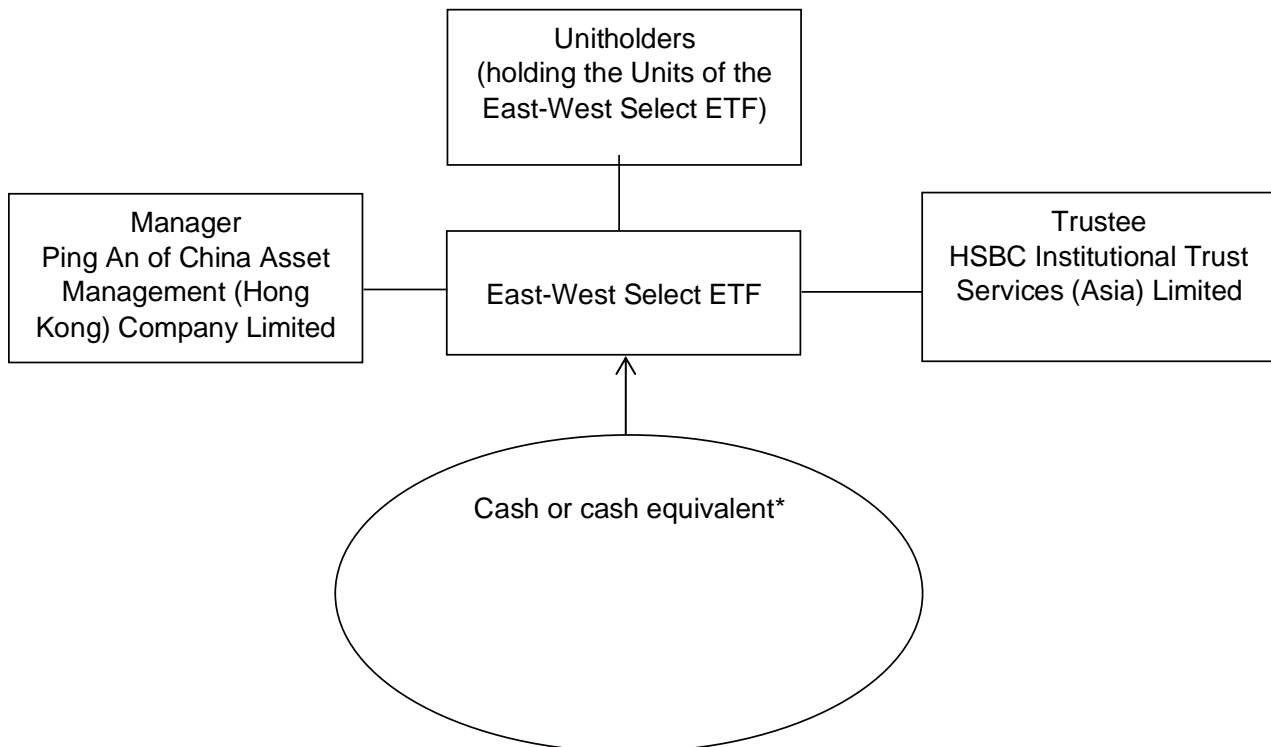 Unitholders
(holding the Units of the
East-West Select ETF)
Manager
Ping An of China Asset
Management (Hong
Kong) Company Limited
East-West Select ETF
Trustee
HSBC Institutional Trust
Services (Asia) Limited
Cash or cash equivalent*